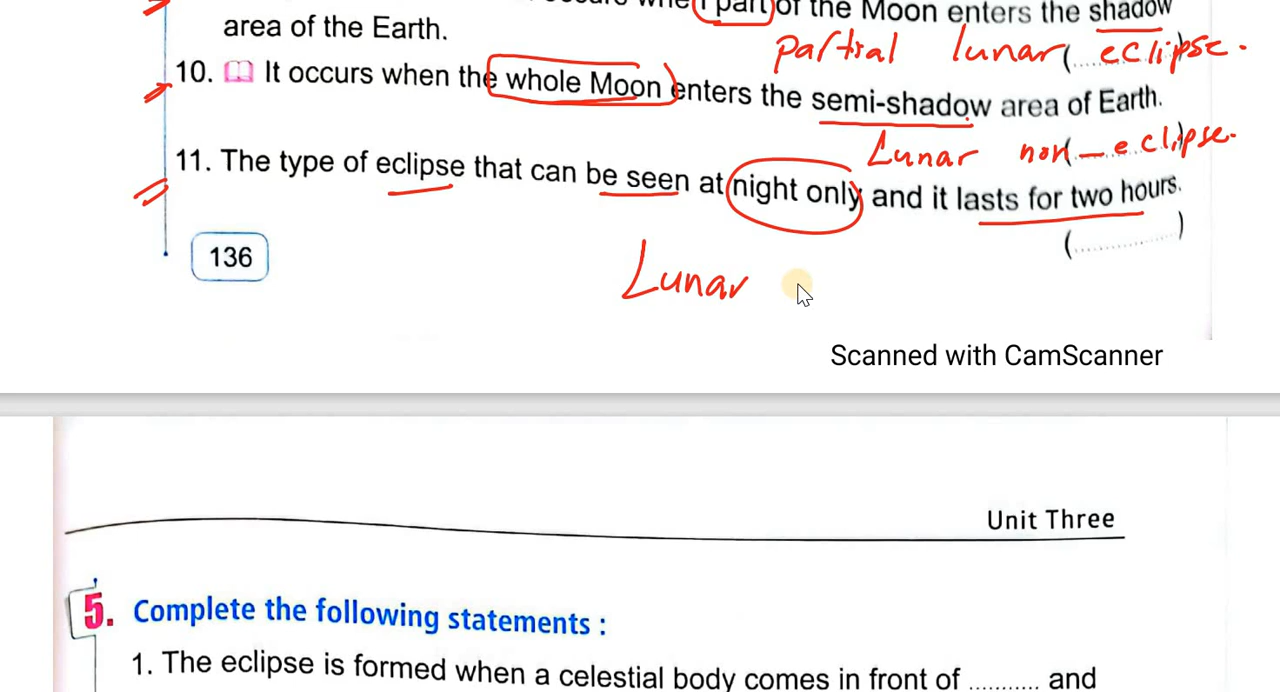 part of the Moon enters the shadow
area of the Earth.
partial lunar (.... eclipse.)
10. It occurs when the whole Moon enters the semi-shadow area of Earth.
Lunar non-eclipse.
11. The type of eclipse that can be seen at night only and it lasts for two hours.
(................)
136
Lunar
Scanned with CamScanner
Unit Three
5. Complete the following statements :
1. The eclipse is formed when a celestial body comes in front of ........... and